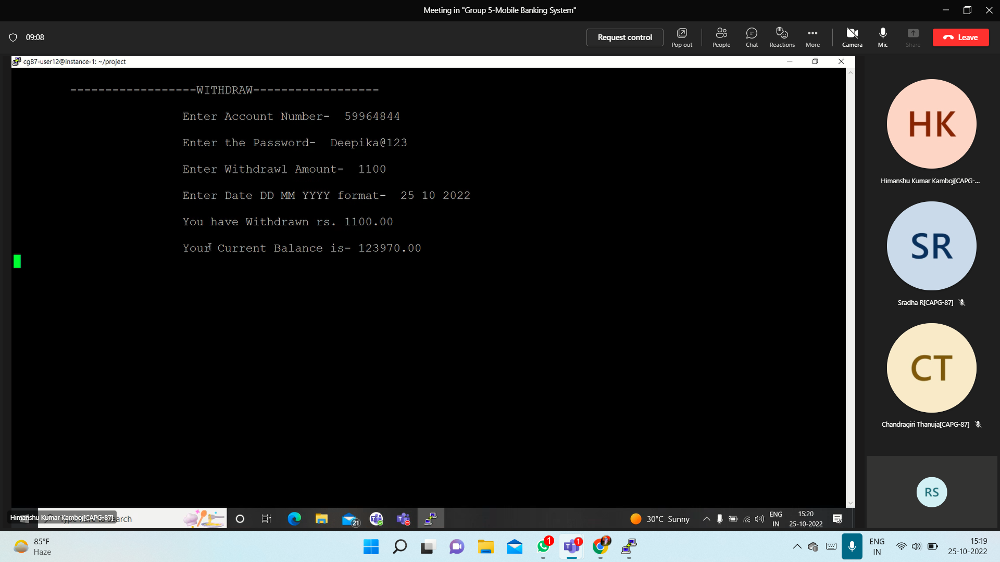 Meeting in "Group 5-Mobile Banking System"
09:08
Request control
Pop out
People
Chat
Reactions
More
Camera
Mic
Share
Leave
cg87-user12@instance-1: ~/project
------------------WITHDRAW------------------
Enter Account Number-  59964844
Enter the Password-  Deepika@123
Enter Withdrawl Amount-  1100
Enter Date DD MM YYYY format-  25 10 2022
You have Withdrawn rs. 1100.00
Your Current Balance is- 123970.00
HK
Himanshu Kumar Kamboj[CAPG-...
SR
Sradha R[CAPG-87]
CT
Chandragiri Thanuja[CAPG-87]
RS
Himanshu Kumar Kamboj[CAPG-87]
search
21
30°C Sunny
ENG
IN
15:20
25-10-2022
85°F
Haze
1
1
ENG
IN
15:19
25-10-2022